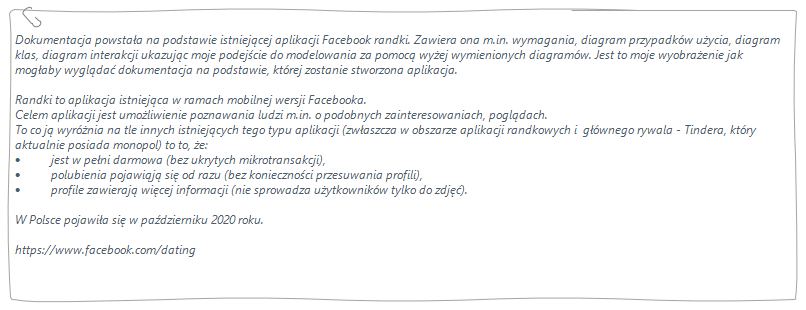 Dokumentacja powstała na podstawie istniejącej aplikacji Facebook randki. Zawiera ona m.in. wymagania, diagram przypadków użycia, diagram
klas, diagram interakcji ukazując moje podejście do modelowania za pomocą wyżej wymienionych diagramów. Jest to moje wyobrażenie jak
mogłaby wyglądać dokumentacja na podstawie, której zostanie stworzona aplikacja.
Randki to aplikacja istniejąca w ramach mobilnej wersji Facebooka.
Celem aplikacji jest umożliwienie poznawania ludzi m.in. o podobnych zainteresowaniach, poglądach.
To co ją wyróżnia na tle innych istniejących tego typu aplikacji (zwłaszcza w obszarze aplikacji randkowych i głównego rywala - Tindera, który
aktualnie posiada monopol) to to, że:
• jest w pełni darmowa (bez ukrytych mikrotransakcji),
• polubienia pojawiają się od razu (bez konieczności przesuwania profili),
• profile zawierają więcej informacji (nie sprowadza użytkowników tylko do zdjęć).
W Polsce pojawiła się w październiku 2020 roku.
https://www.facebook.com/dating